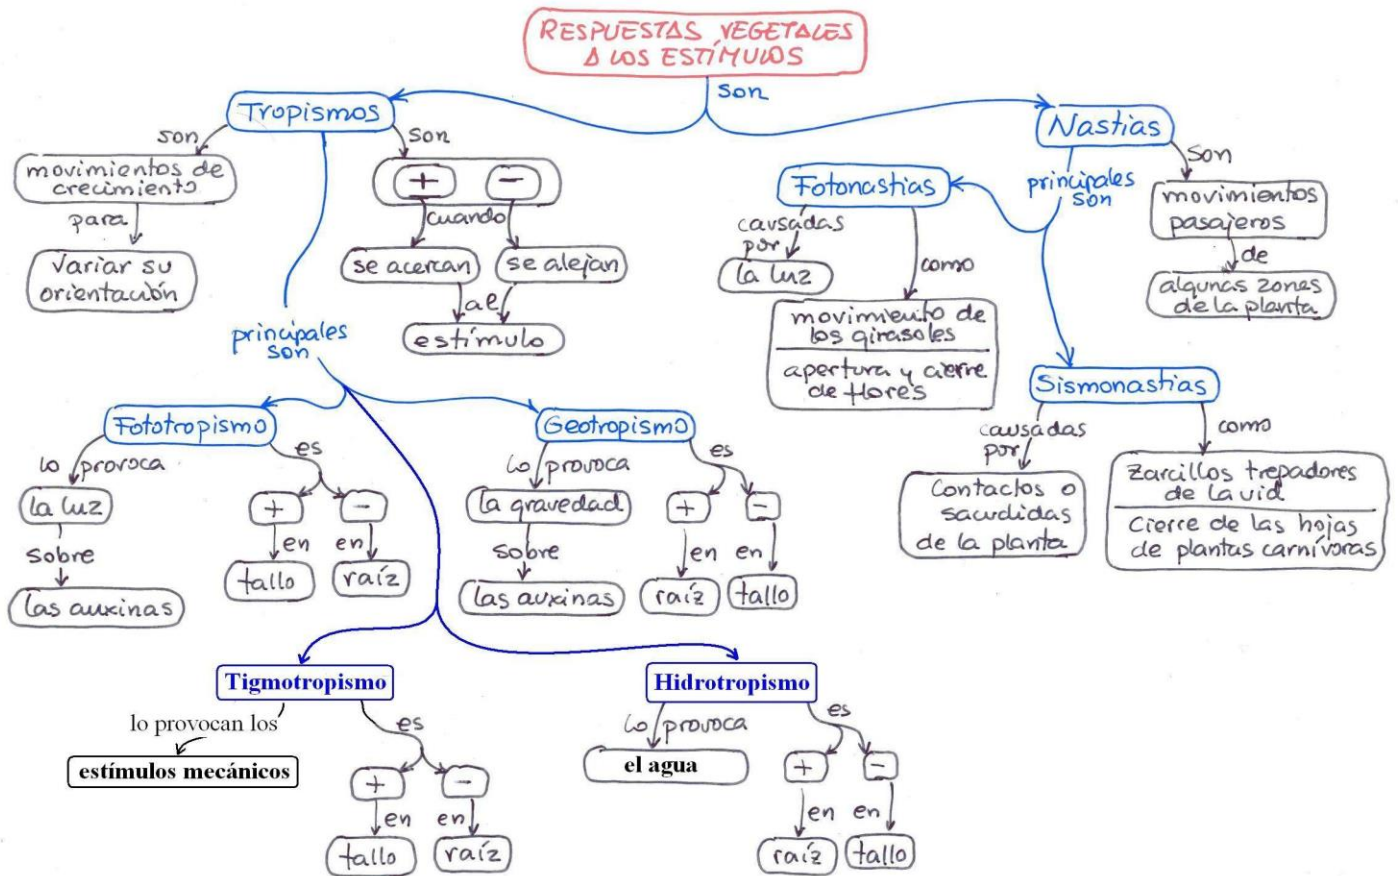 RESPUESTAS VEGETALES
A LOS ESTÍMULOS
son
Tropismos
son
movimientos de
crecimiento
para
variar su
orientación
son
+
-
cuando
se acercan
se alejan
al
estímulo
principales
son
Fototropismo
lo provoca
la luz
sobre
las auxinas
es
+
-
en
en
tallo
raíz
Geotropismo
lo provoca
la gravedad
sobre
las auxinas
es
+
-
en
en
raíz
tallo
Tigmotropismo
lo provocan los
estímulos mecánicos
es
+
-
en
en
tallo
raíz
Hidrotropismo
lo provoca
el agua
es
+
-
en
en
raíz
tallo
Nastias
son
movimientos
pasajeros
de
algunas zones
de la planta
principales
son
Fotonastias
causadas
por
la luz
como
movimiento de
los girasoles
apertura y cierre
de flores
Sismonastias
causadas
por
Contactos o
sacudidas
de la planta
como
Zarcillos trepadores
de la vid
cierre de las hojas
de plantas carnívoras